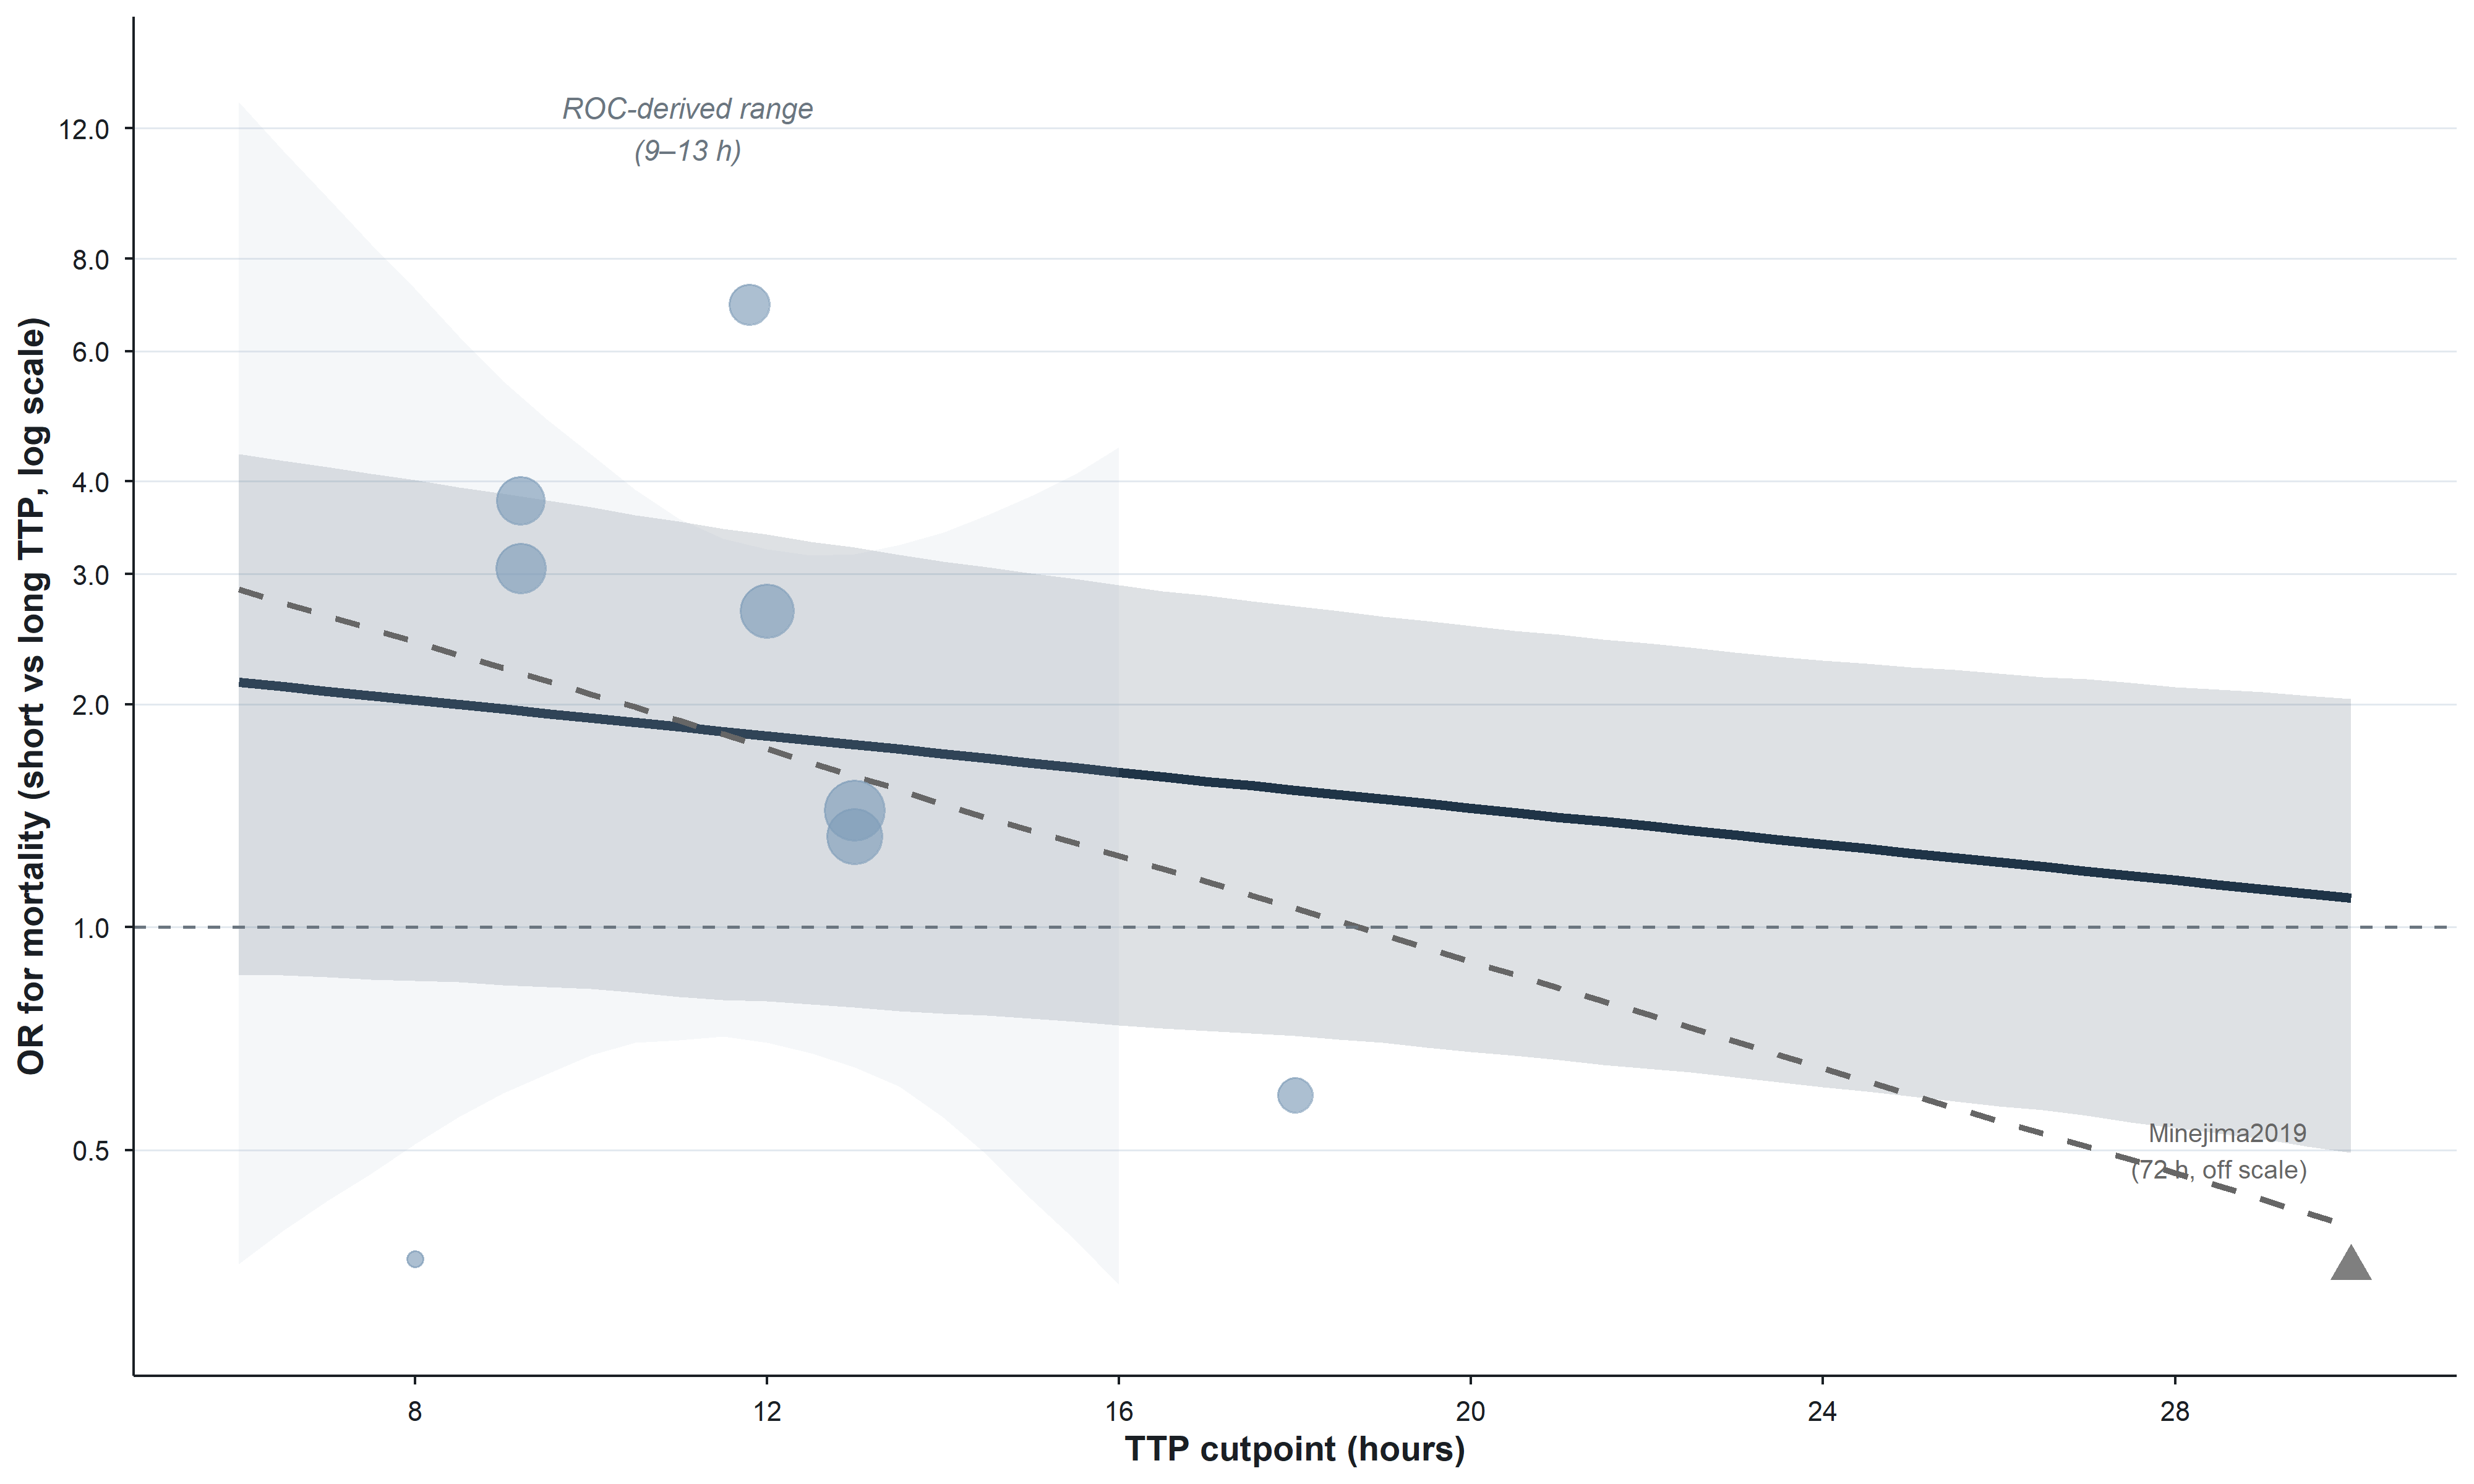 ROC-derived range
(9–13 h)
12.0
8.0
6.0
4.0
3.0
2.0
1.0
0.5
OR for mortality (short vs long TTP, log scale)
Minejima2019
(72 h, off scale)
8
12
16
20
24
28
TTP cutpoint (hours)